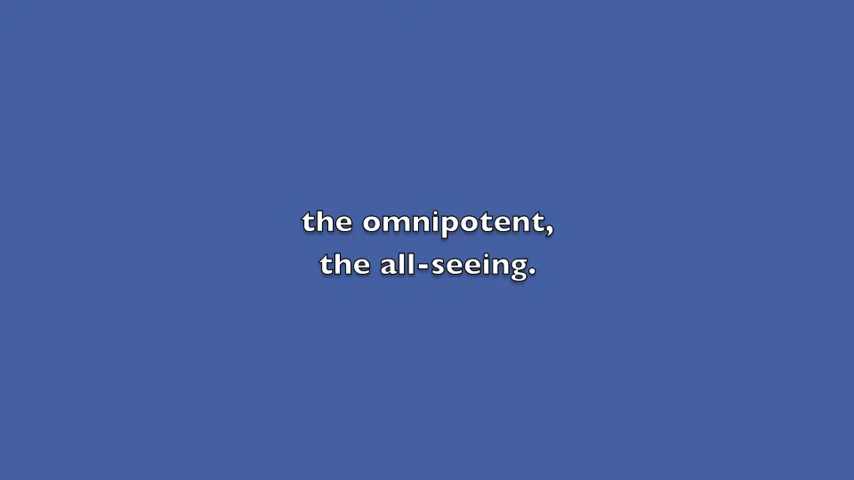 the omnipotent,
the all-seeing.